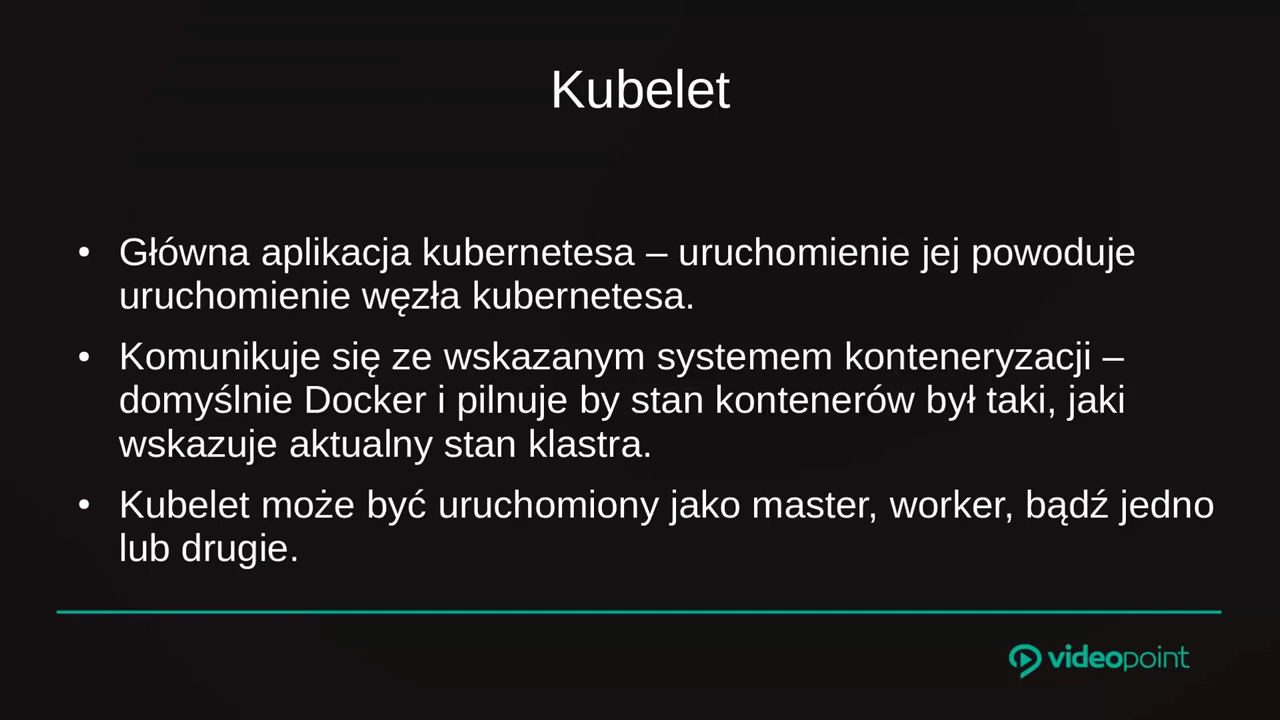 Kubelet
• Główna aplikacja kubernetesa – uruchomienie jej powoduje
uruchomienie węzła kubernetesa.
• Komunikuje się ze wskazanym systemem konteneryzacji –
domyślnie Docker i pilnuje by stan kontenerów był taki, jaki
wskazuje aktualny stan klastra.
• Kubelet może być uruchomiony jako master, worker, bądź jedno
lub drugie.
videopoint